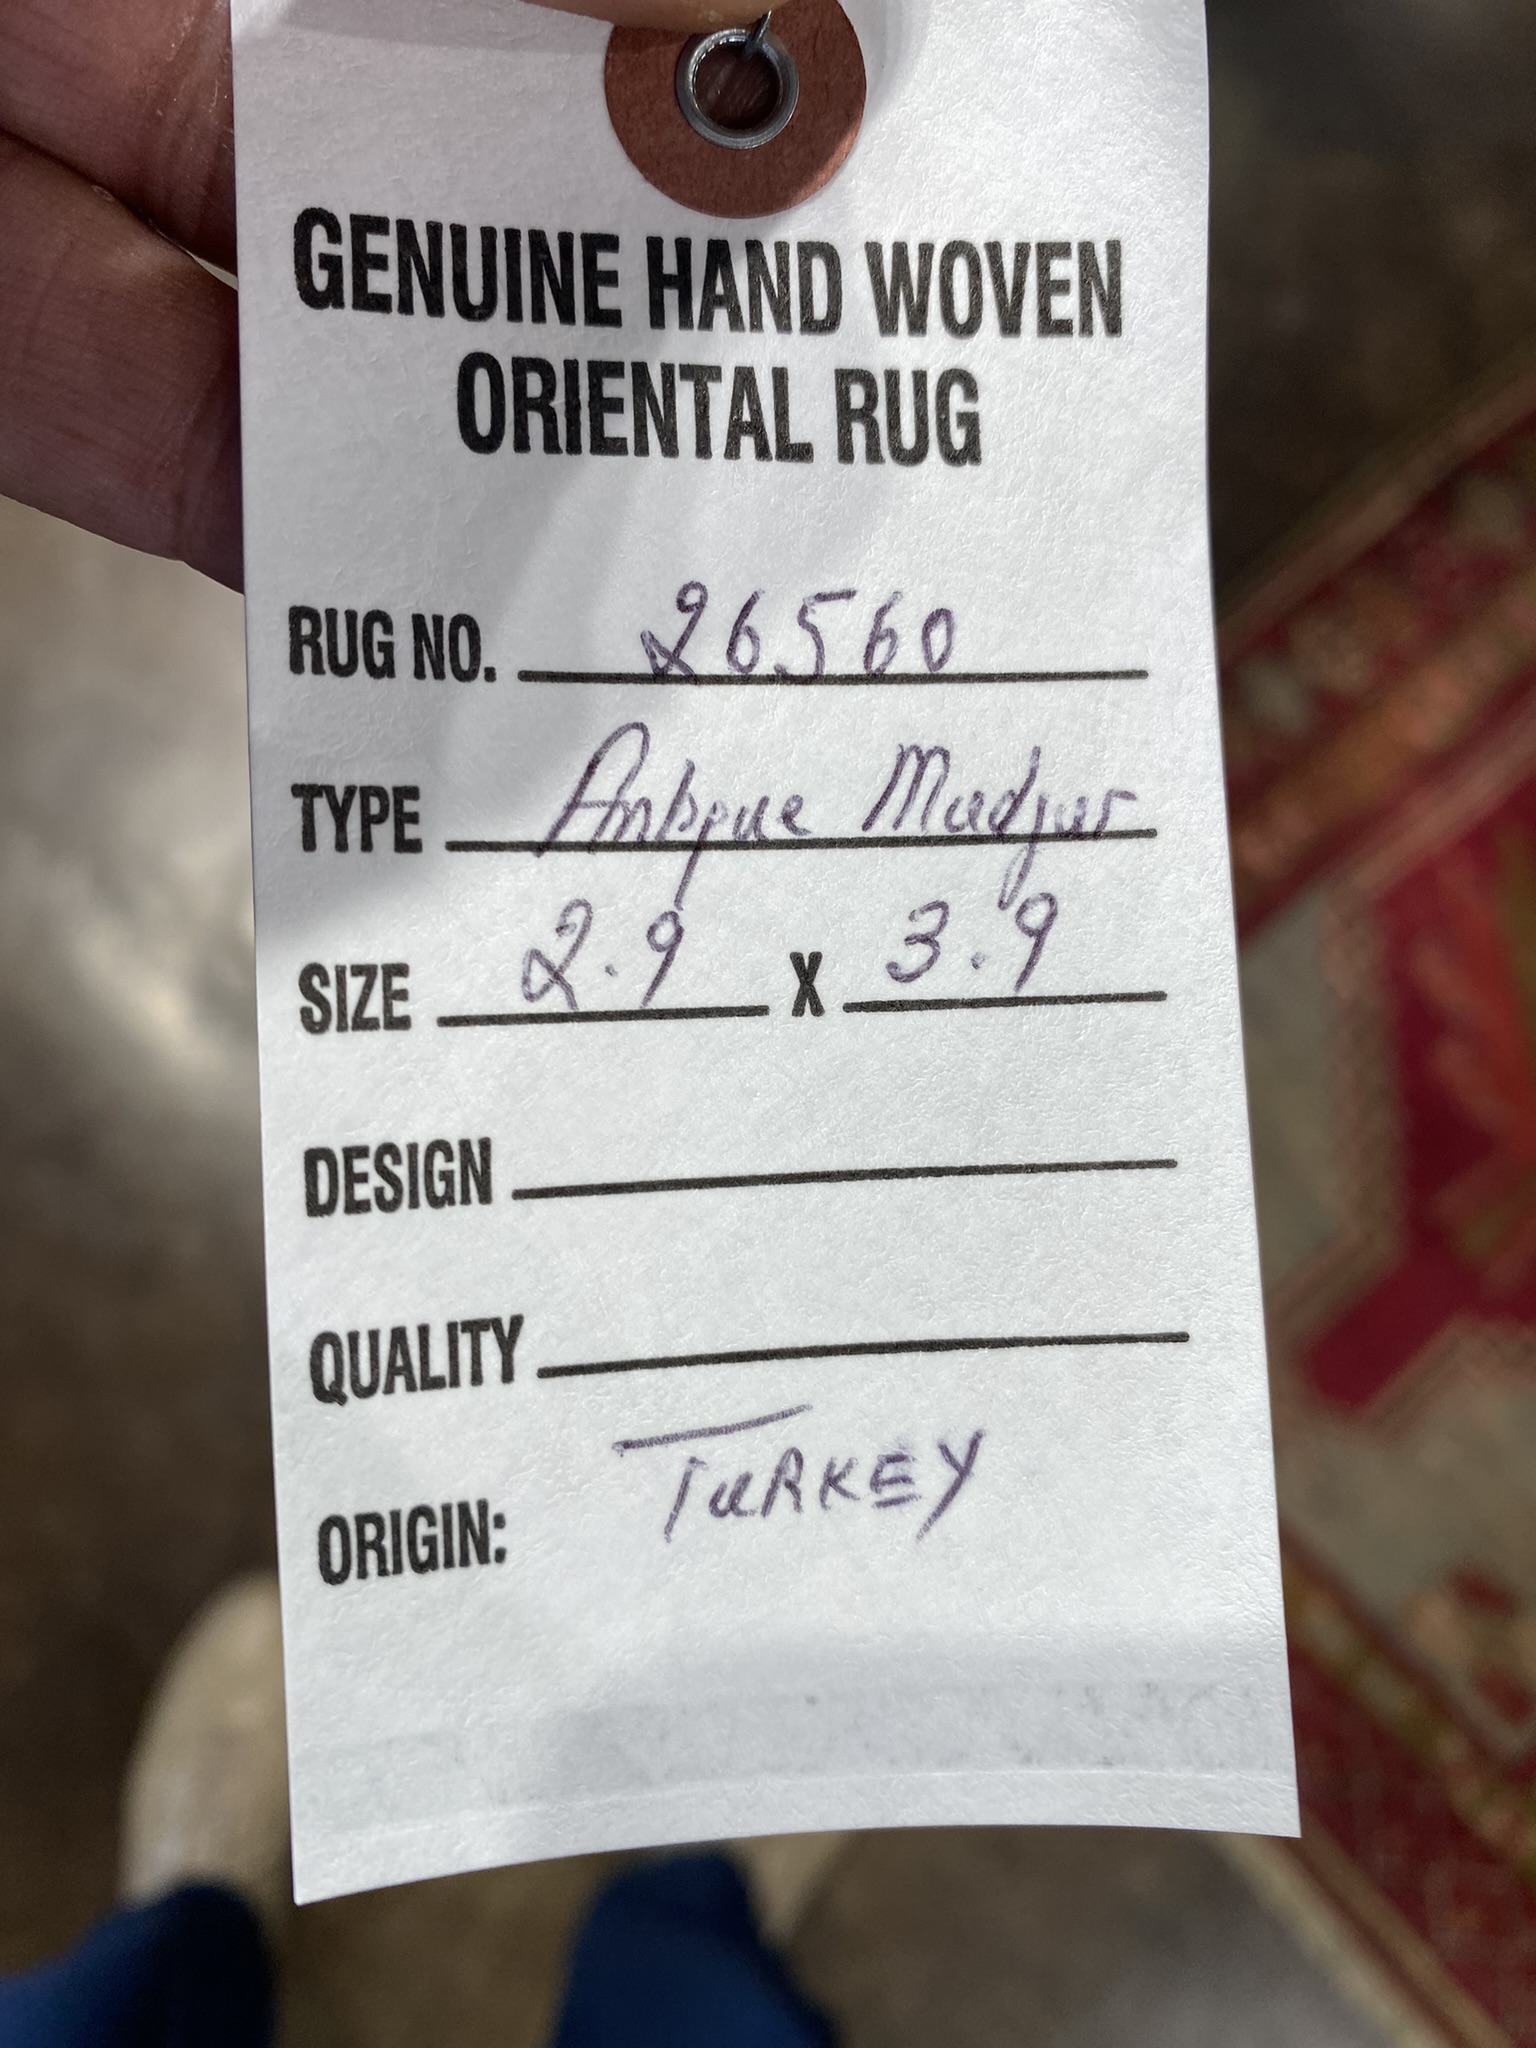 GENUINE HAND WOVEN
ORIENTAL RUG
RUG NO. 26560
TYPE Antique Mudjur
SIZE 2.9 X 3.9
DESIGN
QUALITY
ORIGIN: TURKEY